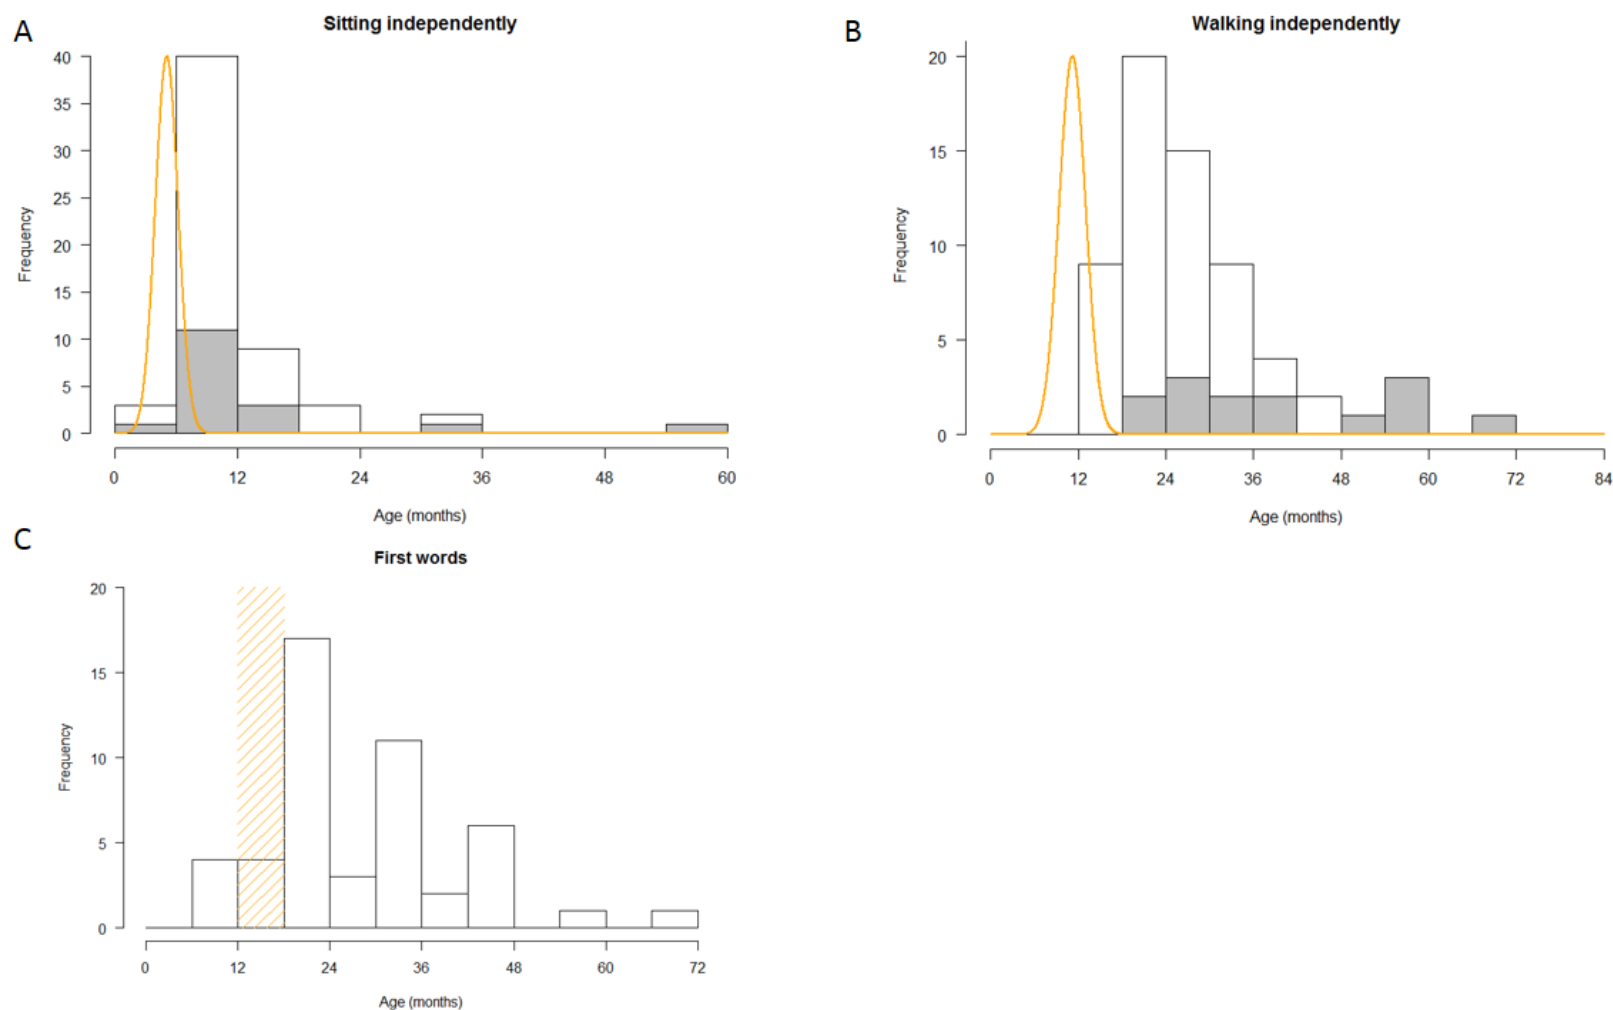 A
Sitting independently
Frequency
40
35
30
25
20
15
10
5
0
0 12 24 36 48 60
Age (months)
B
Walking independently
Frequency
20
15
10
5
0
0 12 24 36 48 60 72 84
Age (months)
C
First words
Frequency
20
15
10
5
0
0 12 24 36 48 60 72
Age (months)